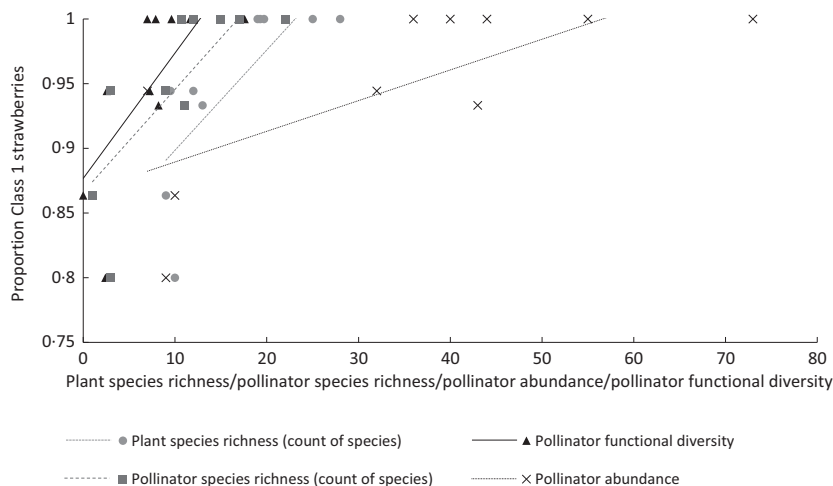 1
0·95
0·9
0·85
0·8
0·75
Proportion Class 1 strawberries
0 10 20 30 40 50 60 70 80
Plant species richness/pollinator species richness/pollinator abundance/pollinator functional diversity
Plant species richness (count of species) Pollinator functional diversity
Pollinator species richness (count of species) Pollinator abundance